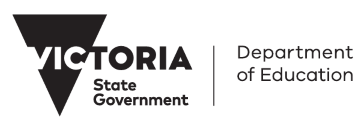 VICTORIA
State
Government
Department
of Education